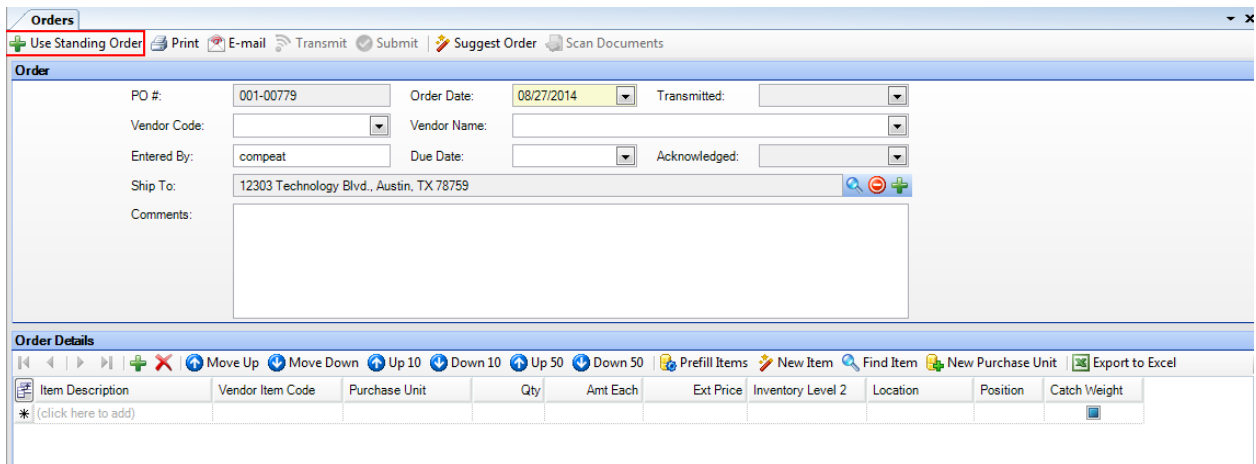 Orders
Use Standing Order Print E-mail Transmit Submit Suggest Order Scan Documents
Order
PO #: 001-00779 Order Date: 08/27/2014 Transmitted:
Vendor Code: Vendor Name:
Entered By: compeat Due Date: Acknowledged:
Ship To: 12303 Technology Blvd., Austin, TX 78759
Comments:
Order Details
Move Up Move Down Up 10 Down 10 Up 50 Down 50 Prefill Items New Item Find Item New Purchase Unit Export to Excel
Item Description Vendor Item Code Purchase Unit Qty Amt Each Ext Price Inventory Level 2 Location Position Catch Weight
(click here to add)